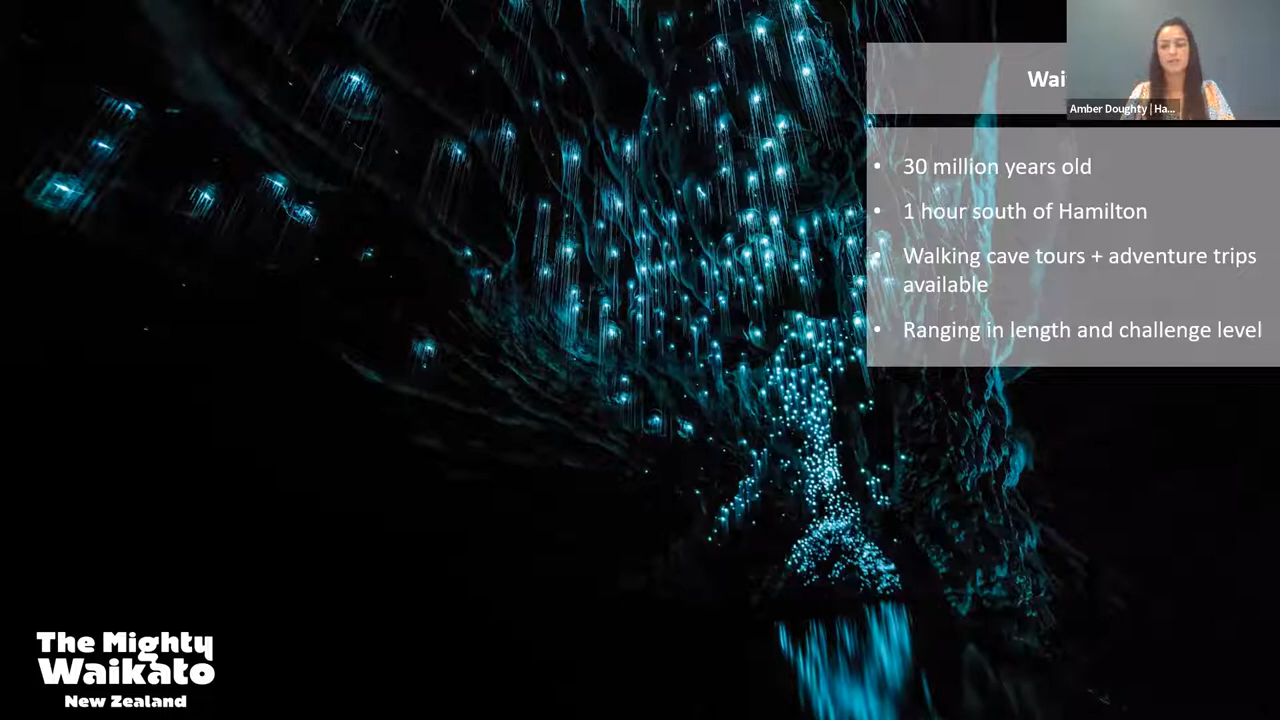 Wai
Amber Doughty | Ha...
• 30 million years old
• 1 hour south of Hamilton
• Walking cave tours + adventure trips
available
• Ranging in length and challenge level
The Mighty
Waikato
New Zealand